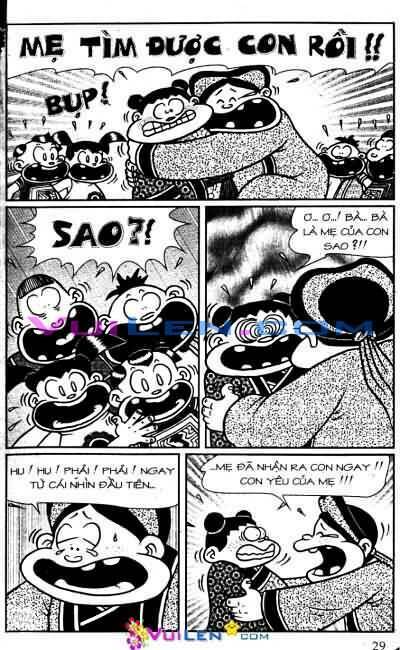 MẸ TÌM ĐƯỢC CON RỒI !!
BỤP!
SAO?!
Ơ... Ơ...! BÀ... BÀ
LÀ MẸ CỦA CON
SAO ?!!
VuiLen.com
HU ! HU ! PHẢI ! PHẢI ! NGAY
TỪ CÁI NHÌN ĐẦU TIÊN...
...MẸ ĐÃ NHẬN RA CON NGAY !!
CON YÊU CỦA MẸ !!!
VuiLen.com
29